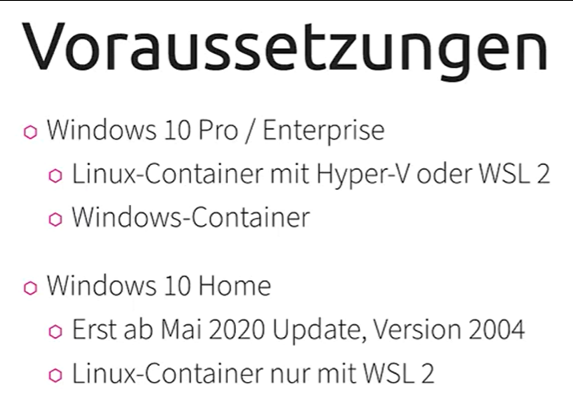 Voraussetzungen
Windows 10 Pro / Enterprise
Linux-Container mit Hyper-V oder WSL 2
Windows-Container
Windows 10 Home
Erst ab Mai 2020 Update, Version 2004
Linux-Container nur mit WSL 2